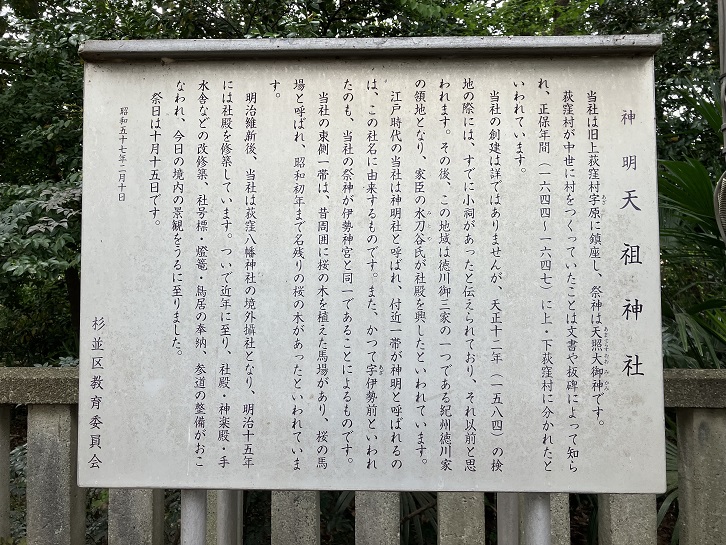 神明天祖神社
当社は旧上荻窪村字原に鎮座し、祭神は天照大御神です。
荻窪村が中世に村をつくっていたことは文書や板碑によって知ら
れ、正保年間（一六四四〜一六四七）に上・下荻窪村に分かれたと
いわれています。
当社の創建は詳ではありませんが、天正十二年（一五八四）の検
地の際には、すでに小祠があったと伝えられており、それ以前と思
われます。その後、この地域は徳川御三家の一つである紀州徳川家
の領地となり、家臣の水刀谷氏が社殿を興したといわれています。
江戸時代の当社は神明社と呼ばれ、付近一帯が神明と呼ばれるの
は、この社名に由来するものです。また、かつて字伊勢前といわれ
たのも、当社の祭神が伊勢神宮と同一であることによるものです。
当社の東側一帯は、昔周囲に桜の木を植えた馬場があり、桜の馬
場と呼ばれ、昭和初年まで名残りの桜の木があったといわれていま
す。
明治維新後、当社は荻窪八幡神社の境外摂社となり、明治十五年
には社殿を修築しています。ついで近年に至り、社殿・神楽殿・手
水舎などの改修築、社号標・燈篭・鳥居の奉納、参道の整備がおこ
なわれ、今日の境内の景観をうるに至りました。
祭日は十月十五日です。
昭和五十七年二月十日
杉並区教育委員会